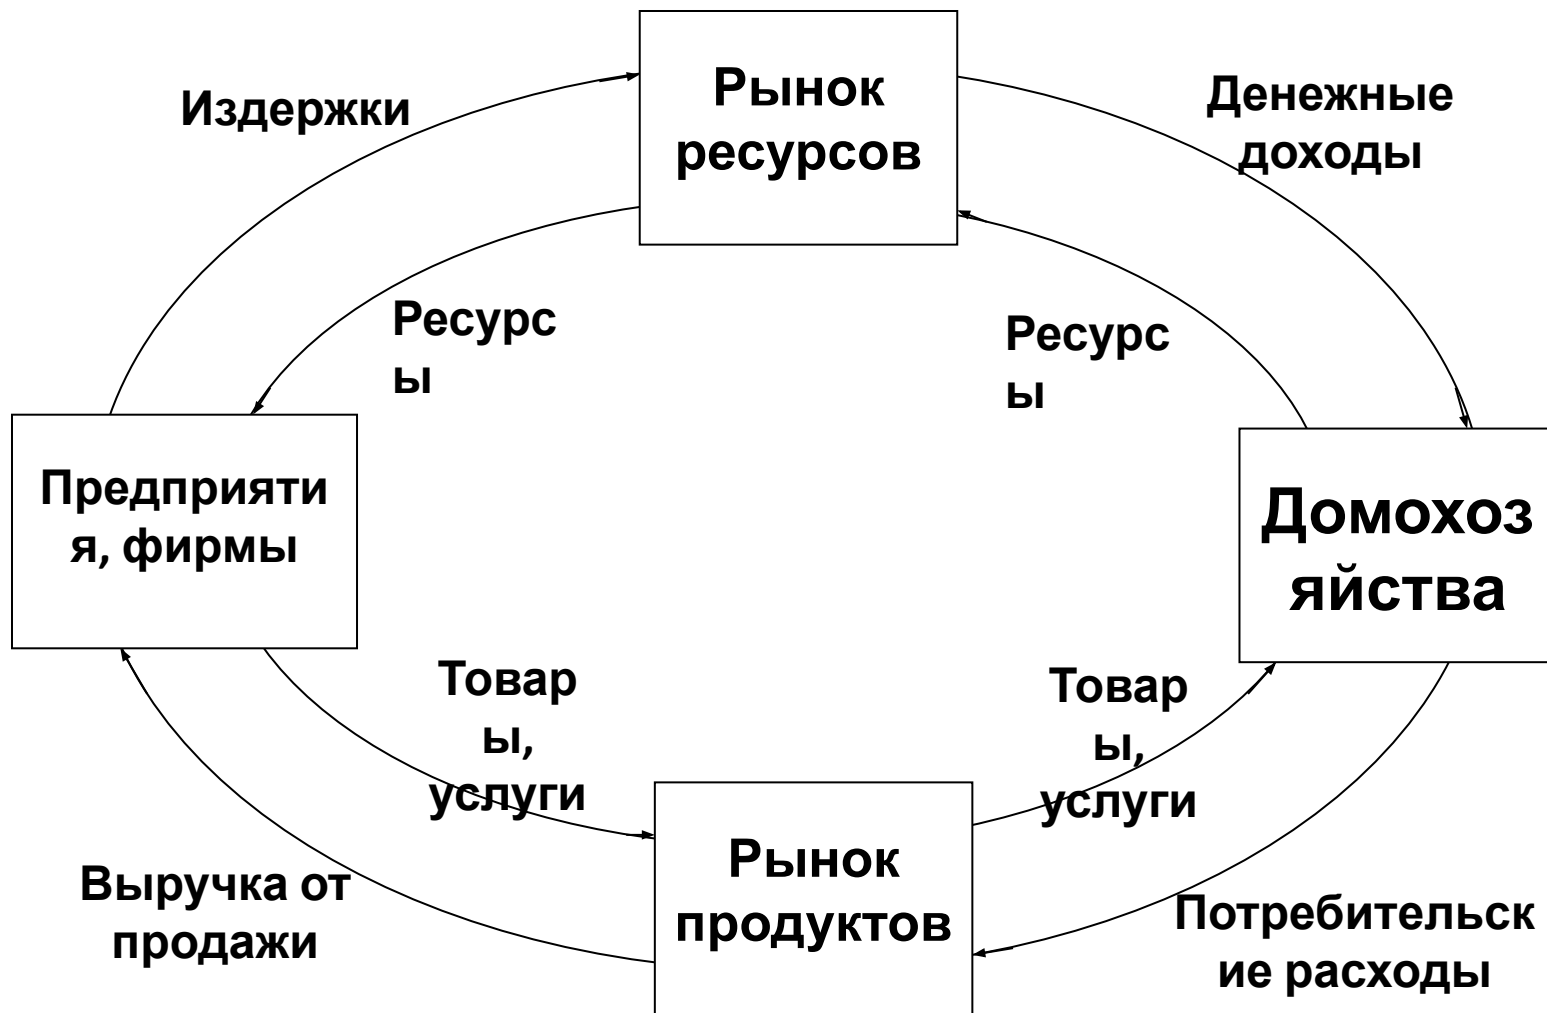 Рынок
ресурсов
Издержки
Денежные
доходы
Ресурс
ы
Ресурс
ы
Предприяти
я, фирмы
Домохоз
яйства
Товар
ы,
услуги
Товар
ы,
услуги
Рынок
продуктов
Выручка от
продажи
Потребительск
ие расходы